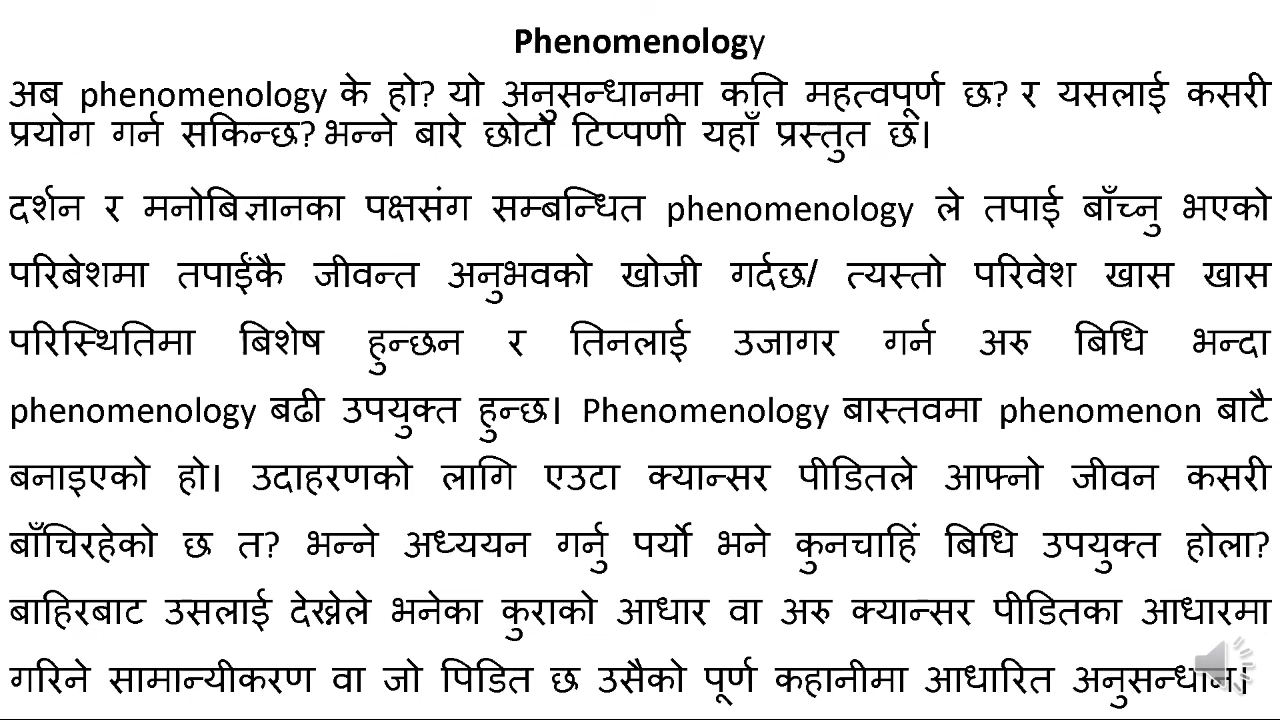 Phenomenology
अब phenomenology के हो? यो अनुसन्धानमा कति महत्वपूर्ण छ? र यसलाई कसरी
प्रयोग गर्न सकिन्छ? भन्ने बारे छोटो टिप्पणी यहाँ प्रस्तुत छ।
दर्शन र मनोबिज्ञानका पक्षसंग सम्बन्धित phenomenology ले तपाई बाँच्नु भएको
परिबेशमा तपाईंकै जीवन्त अनुभवको खोजी गर्दछ/ त्यस्तो परिवेश खास खास
परिस्थितिमा बिशेष हुन्छन र तिनलाई उजागर गर्न अरु बिधि भन्दा
phenomenology बढी उपयुक्त हुन्छ। Phenomenology बास्तवमा phenomenon बाटै
बनाइएको हो। उदाहरणको लागि एउटा क्यान्सर पीडितले आफ्नो जीवन कसरी
बाँचिरहेको छ त? भन्ने अध्ययन गर्नु पर्यो भने कुनचाहिं बिधि उपयुक्त होला?
बाहिरबाट उसलाई देख्नेले भनेका कुराको आधार वा अरु क्यान्सर पीडितका आधारमा
गरिने सामान्यीकरण वा जो पिडित छ उसैको पूर्ण कहानीमा आधारित अनुसन्धान।